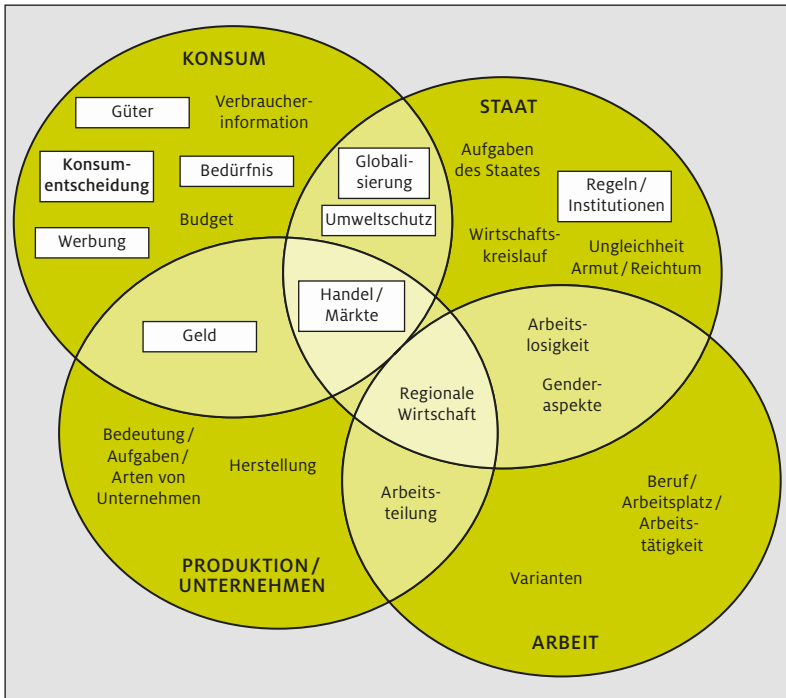 KONSUM
Güter
Verbraucher-
information
Konsum-
entscheidung
Bedürfnis
Budget
Werbung
Globali-
sierung
Umweltschutz
STAAT
Aufgaben
des Staates
Regeln/
Institutionen
Wirtschafts-
kreislauf
Ungleichheit
Armut/Reichtum
Handel/
Märkte
Geld
Arbeits-
losigkeit
Gender-
aspekte
Regionale
Wirtschaft
Bedeutung/
Aufgaben/
Arten von
Unternehmen
Herstellung
Arbeits-
teilung
PRODUKTION/
UNTERNEHMEN
Beruf/
Arbeitsplatz/
Arbeits-
tätigkeit
Varianten
ARBEIT